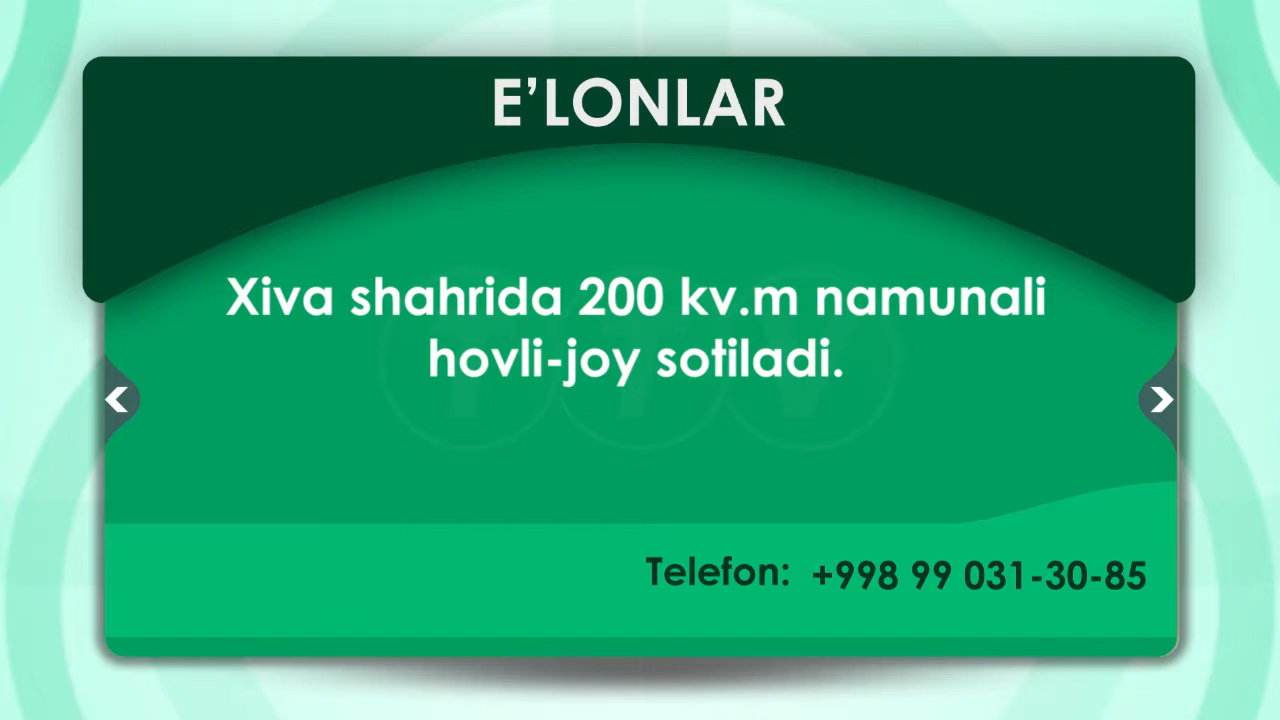 E’LONLAR
Xiva shahrida 200 kv.m namunali
hovli-joy sotiladi.
Telefon: +998 99 031-30-85